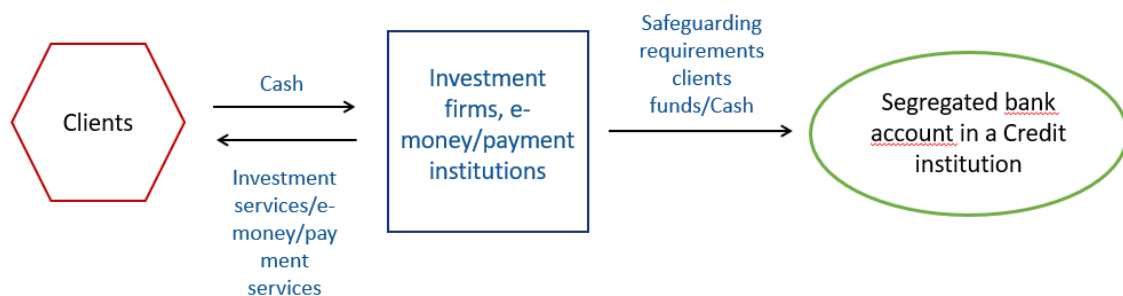 Clients
Cash
Investment
services/e-
money/pay
ment
services
Investment
firms, e-
money/payment
institutions
Safeguarding
requirements
clients
funds/Cash
Segregated bank
account in a Credit
institution